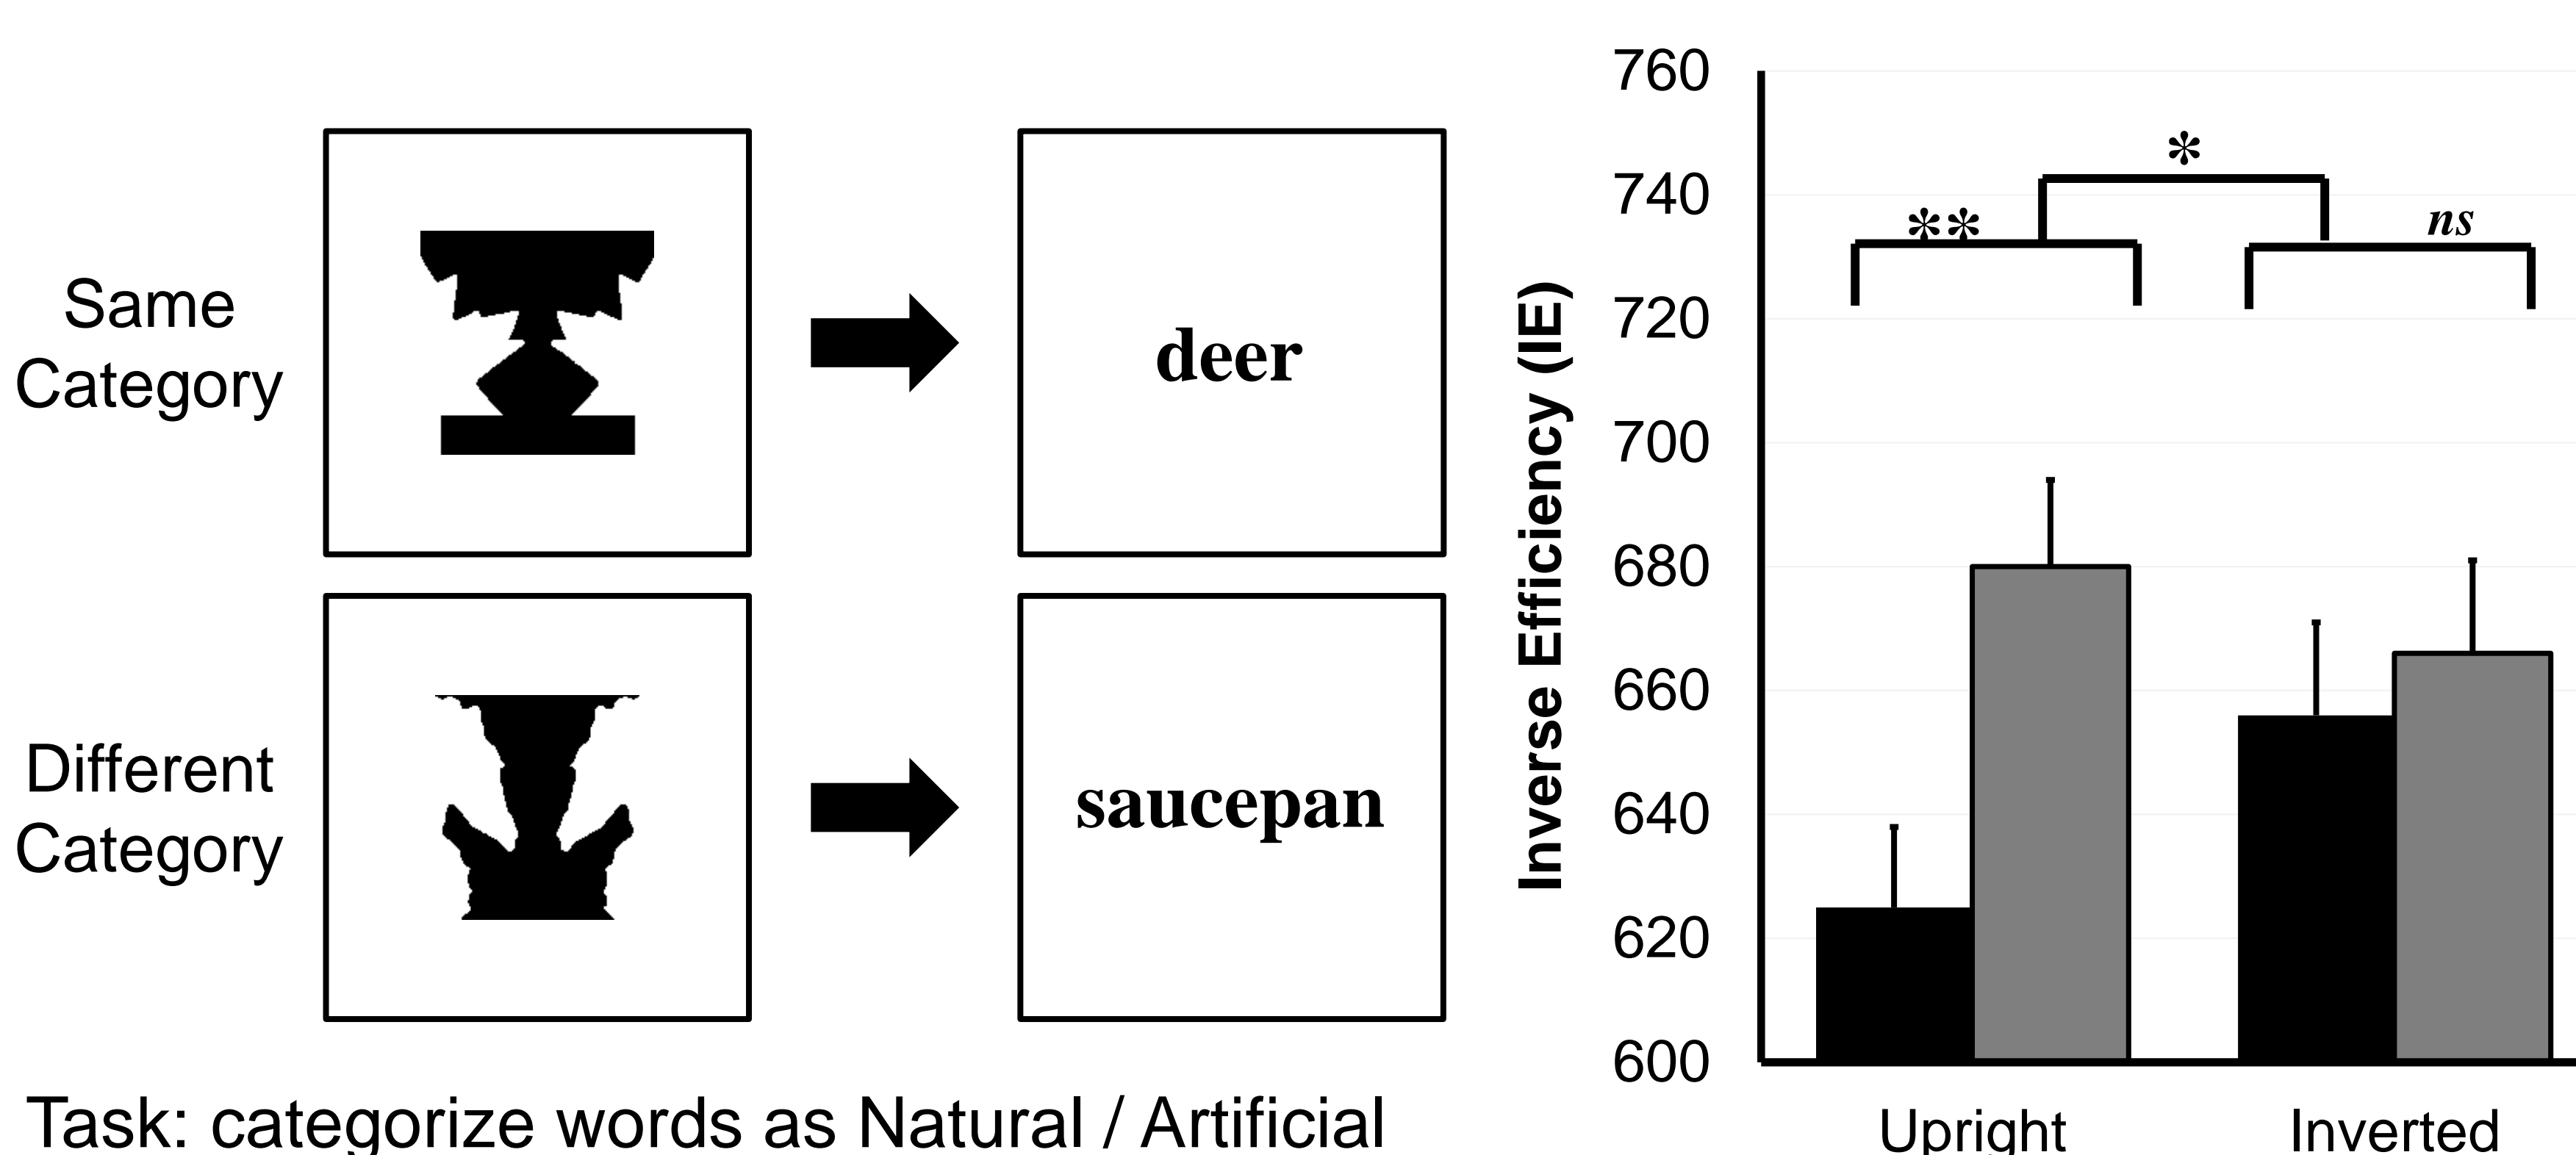 Same
Category
deer
Different
Category
saucepan
Task: categorize words as Natural / Artificial
Inverse Efficiency (IE)
760
740
720
700
680
660
640
620
600
*
**
ns
Upright
Inverted